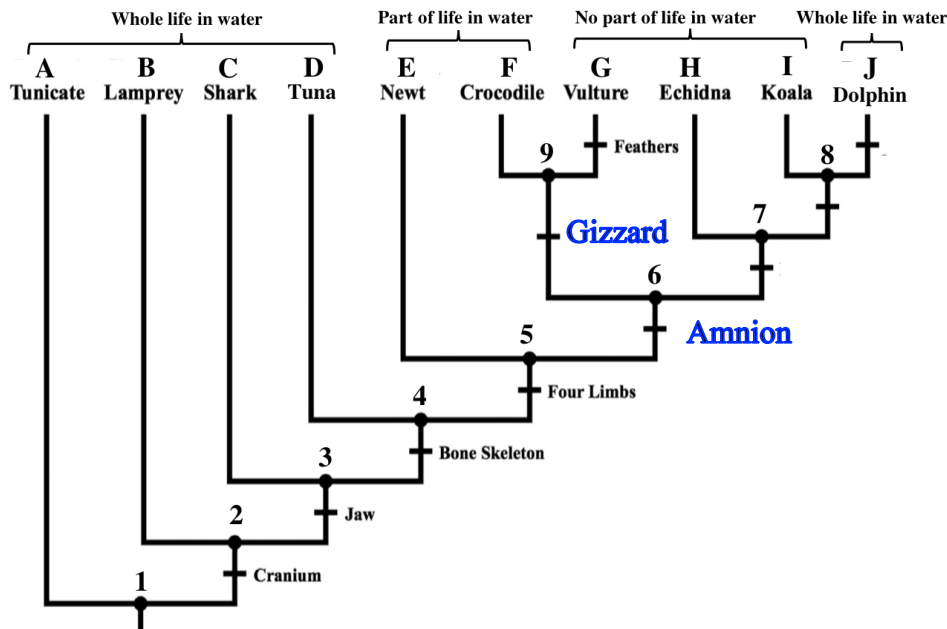 Whole life in water Part of life in water No part of life in water Whole life in water
A B C D E F G H I J
Tunicate Lamprey Shark Tuna Newt Crocodile Vulture Echidna Koala Dolphin
9 Feathers 8
Gizzard 7
6
Amnion
5
Four Limbs
4
Bone Skeleton
3
Jaw
2
Cranium
1